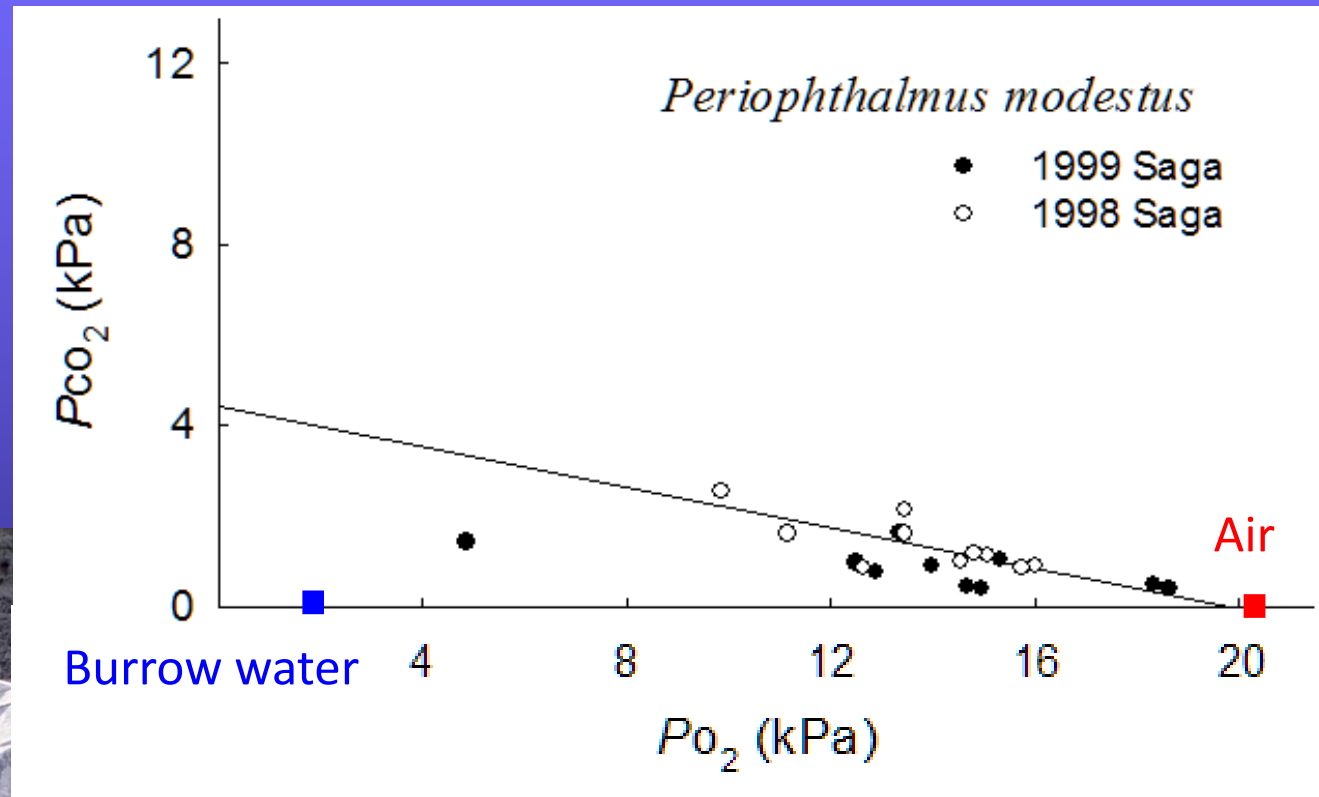 12
Periophthalmus modestus
1999 Saga
1998 Saga
8
Pco₂ (kPa)
4
Air
0
Burrow water
4 8 12 16 20
Po₂ (kPa)